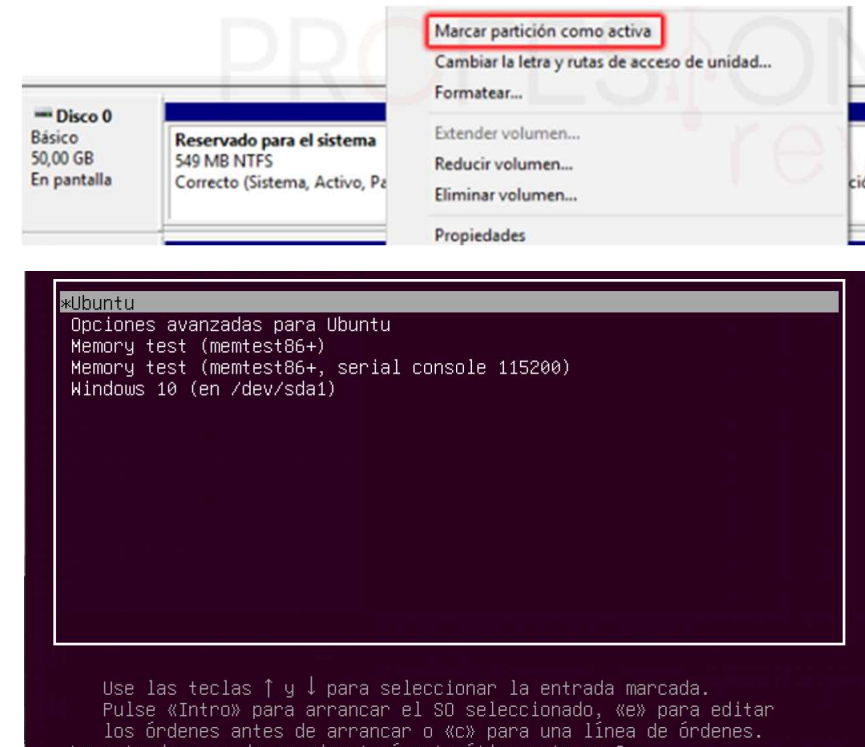 PROFESION
re
Marcar partición como activa
Cambiar la letra y rutas de acceso de unidad...
Formatear...
Extender volumen...
Reducir volumen...
Eliminar volumen...
Propiedades
Disco 0
Básico
50,00 GB
En pantalla
Reservado para el sistema
549 MB NTFS
Correcto (Sistema, Activo, Pa
*Ubuntu
Opciones avanzadas para Ubuntu
Memory test (memtest86+)
Memory test (memtest86+, serial console 115200)
Windows 10 (en /dev/sda1)
Use las teclas ↑ y ↓ para seleccionar la entrada marcada.
Pulse «Intro» para arrancar el SO seleccionado, «e» para editar
los órdenes antes de arrancar o «c» para una línea de órdenes.